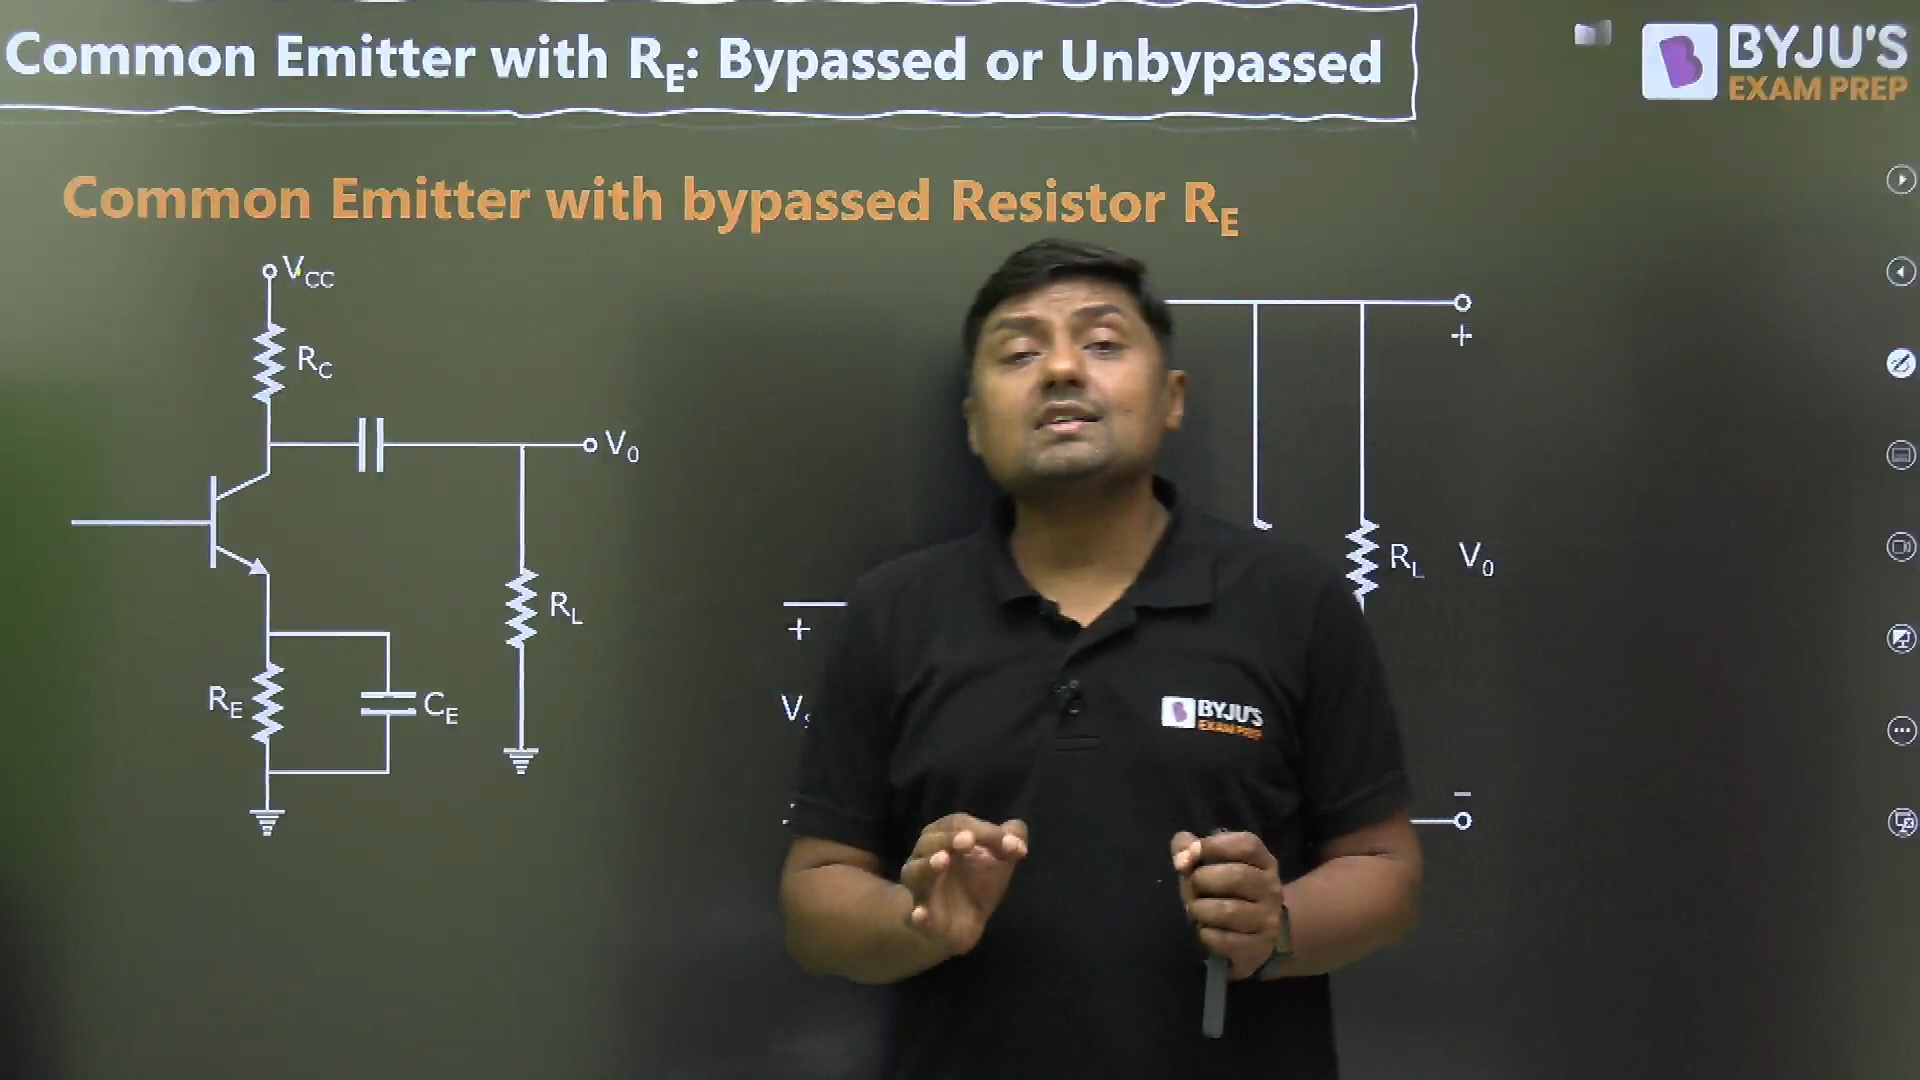 Common Emitter with RE: Bypassed or Unbypassed
BYJU'S
EXAM PREP
Common Emitter with bypassed Resistor RE
VCC
RC
V0
RL
RE
CE
+
+
RL
V0
BYJU'S
EXAM PREP
−